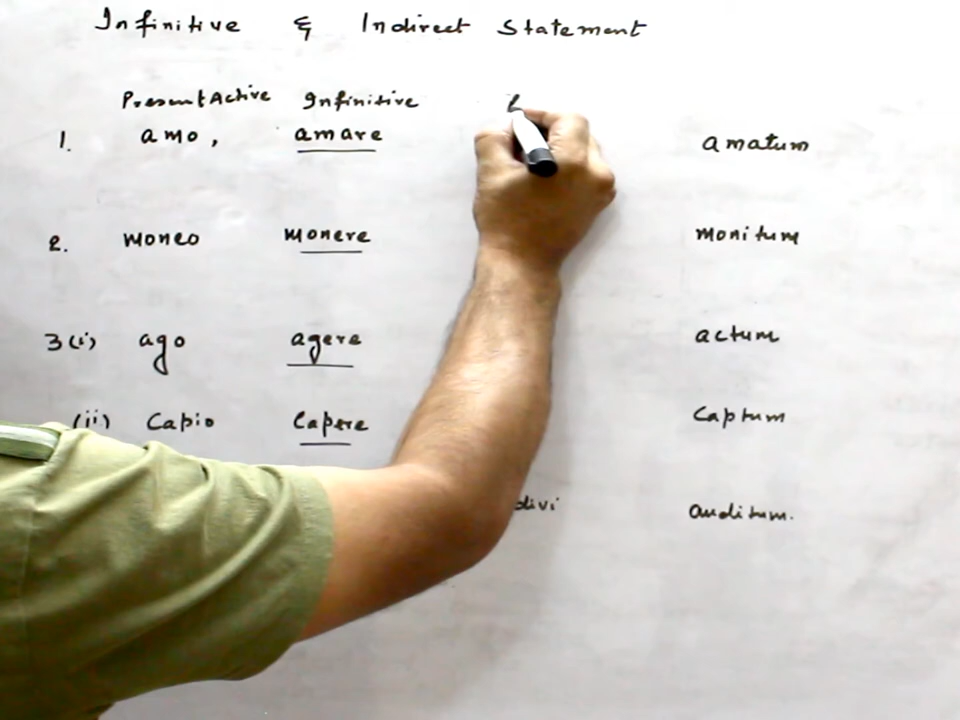 Infinitive & Indirect Statement
Present Active Infinitive
1. amo, amare amatum
2. moneo monere monitum
3(i) ago agere actum
(ii) Capio Capere Captum
divi auditum.